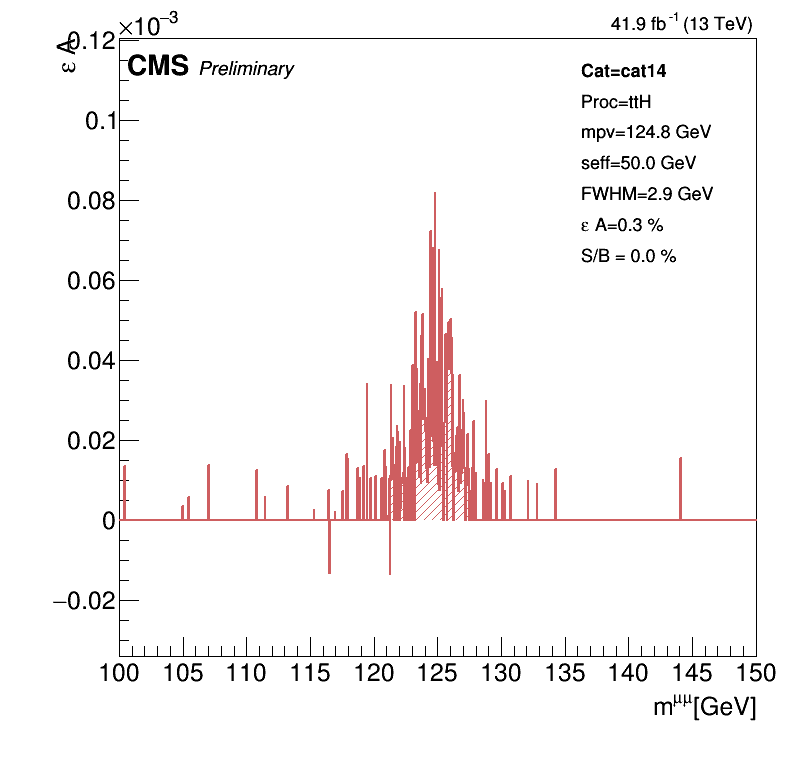 ×10⁻³
41.9 fb⁻¹ (13 TeV)
ε A
CMS Preliminary
Cat=cat14
Proc=ttH
mpv=124.8 GeV
seff=50.0 GeV
FWHM=2.9 GeV
ε A=0.3 %
S/B = 0.0 %
0.12
0.1
0.08
0.06
0.04
0.02
0
−0.02
100 105 110 115 120 125 130 135 140 145 150
m^μμ[GeV]